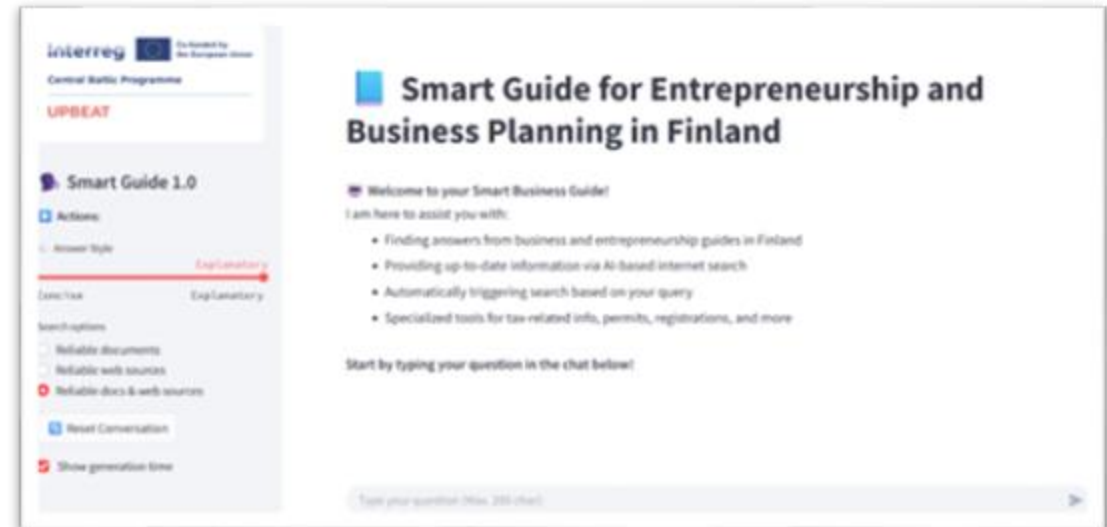 interreg
Co-funded by
the European Union
Central Baltic Programme
UPBEAT
Smart Guide 1.0
Actions:
Answer Style
Explanatory
Concise Explanatory
Search options
Reliable documents
Reliable web sources
Reliable docs & web sources
Reset Conversation
Show generation time
Smart Guide for Entrepreneurship and
Business Planning in Finland
Welcome to your Smart Business Guide!
I am here to assist you with:
• Finding answers from business and entrepreneurship guides in Finland
• Providing up-to-date information via AI-based internet search
• Automatically triggering search based on your query
• Specialized tools for tax-related info, permits, registrations, and more
Start by typing your question in the chat below!
Type your question (Max. 200 char):